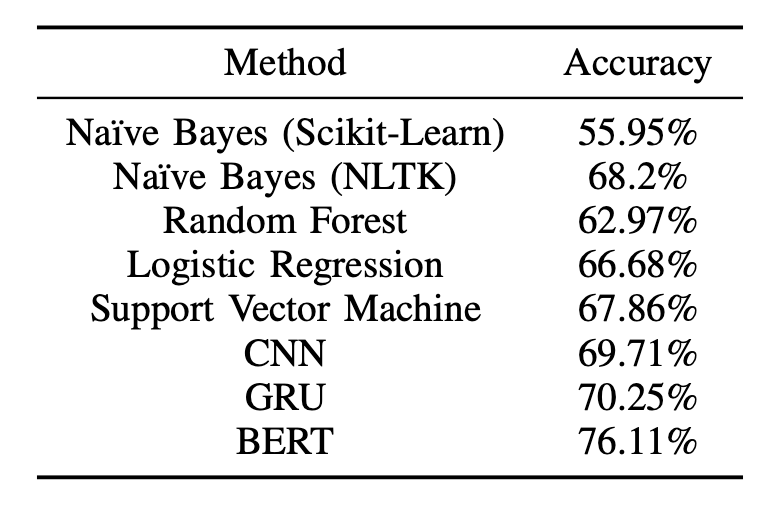 Method Accuracy
Naïve Bayes (Scikit-Learn) 55.95%
Naïve Bayes (NLTK) 68.2%
Random Forest 62.97%
Logistic Regression 66.68%
Support Vector Machine 67.86%
CNN 69.71%
GRU 70.25%
BERT 76.11%